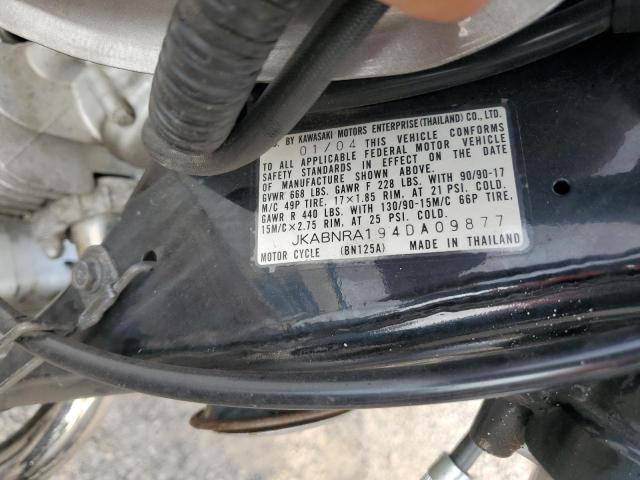 BY KAWASAKI MOTORS ENTERPRISE(THAILAND) CO., LTD.
01/04 THIS VEHICLE CONFORMS
TO ALL APPLICABLE FEDERAL MOTOR VEHICLE
SAFETY STANDARDS IN EFFECT ON THE DATE
OF MANUFACTURE SHOWN ABOVE.
GVWR 668 LBS. GAWR F 228 LBS. WITH 90/90-17
M/C 49P TIRE. 17×1.85 RIM. AT 21 PSI. COLD.
GAWR R 440 LBS. WITH 130/90-15M/C 66P TIRE.
15M/C×2.75 RIM. AT 25 PSI. COLD.
JKABNRA194DA09877
MOTOR CYCLE (BN125A) MADE IN THAILAND